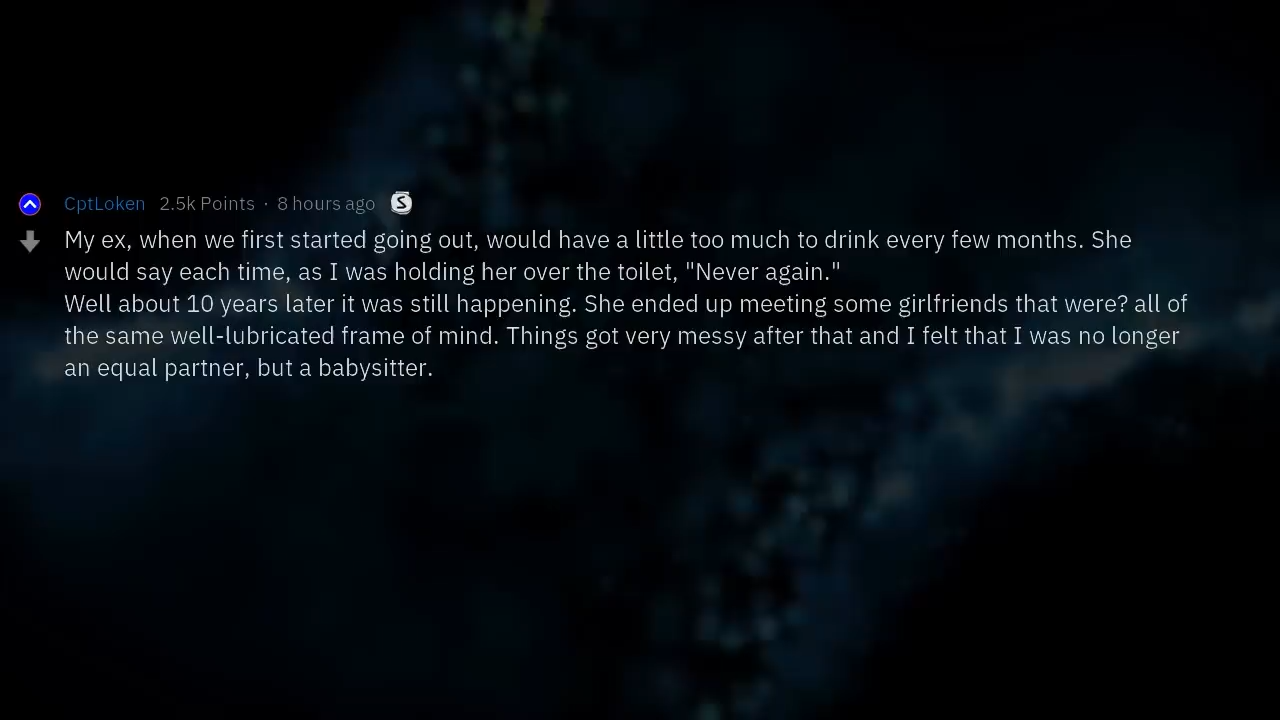 CptLoken 2.5k Points · 8 hours ago S
My ex, when we first started going out, would have a little too much to drink every few months. She
would say each time, as I was holding her over the toilet, "Never again."
Well about 10 years later it was still happening. She ended up meeting some girlfriends that were? all of
the same well-lubricated frame of mind. Things got very messy after that and I felt that I was no longer
an equal partner, but a babysitter.